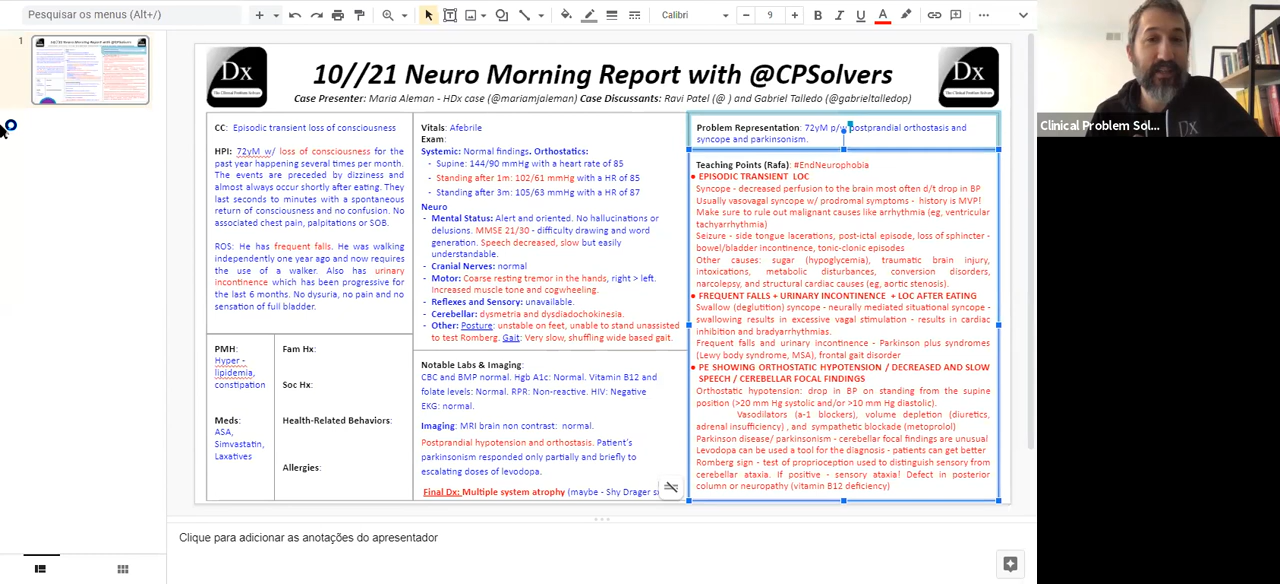 Pesquisar os menus (Alt+/)
Calibri
9
B I U A
1
Dx
The Clinical Problem Solvers
10//21 Neuro Morning Report with @CPSolvers
Case Presenter: Maria Aleman - HDx case (@mariamjaleman) Case Discussants: Ravi Patel (@ ) and Gabriel Talledo (@gabrieltalledop)
Dx
The Clinical Problem Solvers
CC: Episodic transient loss of consciousness
HPI: 72yM w/ loss of consciousness for the
past year happening several times per month.
The events are preceded by dizziness and
almost always occur shortly after eating. They
last seconds to minutes with a spontaneous
return of consciousness and no confusion. No
associated chest pain, palpitations or SOB.
ROS: He has frequent falls. He was walking
independently one year ago and now requires
the use of a walker. Also has urinary
incontinence which has been progressive for
the last 6 months. No dysuria, no pain and no
sensation of full bladder.
PMH:
Hyper -
lipidemia,
constipation
Meds:
ASA,
Simvastatin,
Laxatives
Fam Hx:
Soc Hx:
Health-Related Behaviors:
Allergies:
Vitals: Afebrile
Exam:
Systemic: Normal findings. Orthostatics:
- Supine: 144/90 mmHg with a heart rate of 85
- Standing after 1m: 102/61 mmHg with a HR of 85
- Standing after 3m: 105/63 mmHg with HR of 87
Neuro
- Mental Status: Alert and oriented. No hallucinations or
delusions. MMSE 21/30 - difficulty drawing and word
generation. Speech decreased, slow but easily
understandable.
- Cranial Nerves: normal
- Motor: Coarse resting tremor in the hands, right > left.
Increased muscle tone and cogwheeling.
- Reflexes and Sensory: unavailable.
- Cerebellar: dysmetria and dysdiadochokinesia.
- Other: Posture: unstable on feet, unable to stand unassisted
to test Romberg. Gait: Very slow, shuffling wide based gait.
Notable Labs & Imaging:
CBC and BMP normal. Hgb A1c: Normal. Vitamin B12 and
folate levels: Normal. RPR: Non-reactive. HIV: Negative
EKG: normal.
Imaging: MRI brain non contrast: normal.
Postprandial hypotension and orthostasis. Patient's
parkinsonism responded only partially and briefly to
escalating doses of levodopa.
Final Dx: Multiple system atrophy (maybe - Shy Drager
Problem Representation: 72yM p/w postprandial orthostasis and
syncope and parkinsonism.
Teaching Points (Rafa): #EndNeurophobia
● EPISODIC TRANSIENT LOC
Syncope - decreased perfusion to the brain most often d/t drop in BP
Usually vasovagal syncope w/ prodromal symptoms - history is MVP!
Make sure to rule out malignant causes like arrhythmia (eg, ventricular
tachyarrhythmia)
Seizure - side tongue lacerations, post-ictal episode, loss of sphincter -
bowel/bladder incontinence, tonic-clonic episodes
Other causes: sugar (hypoglycemia), traumatic brain injury,
intoxications, metabolic disturbances, conversion disorders,
narcolepsy, and structural cardiac causes (eg, aortic stenosis).
● FREQUENT FALLS + URINARY INCONTINENCE + LOC AFTER EATING
Swallow (deglutition) syncope - neurally mediated situational syncope -
swallowing results in excessive vagal stimulation - results in cardiac
inhibition and bradyarrhythmias.
Frequent falls and urinary incontinence - Parkinson plus syndromes
(Lewy body syndrome, MSA), frontal gait disorder
● PE SHOWING ORTHOSTATIC HYPOTENSION / DECREASED AND SLOW
SPEECH / CEREBELLAR FOCAL FINDINGS
Orthostatic hypotension: drop in BP on standing from the supine
position (>20 mm Hg systolic and/or >10 mm Hg diastolic).
Vasodilators (a-1 blockers), volume depletion (diuretics,
adrenal insufficiency) , and sympathetic blockade (metoprolol)
Parkinson disease/ parkinsonism - cerebellar focal findings are unusual
Levodopa can be used a tool for the diagnosis - patients can get better
Romberg sign - test of proprioception used to distinguish sensory from
cerebellar ataxia. If positive - sensory ataxia! Defect in posterior
column or neuropathy (vitamin B12 deficiency)
Clique para adicionar as anotações do apresentador
Clinical Problem Sol...
Dx